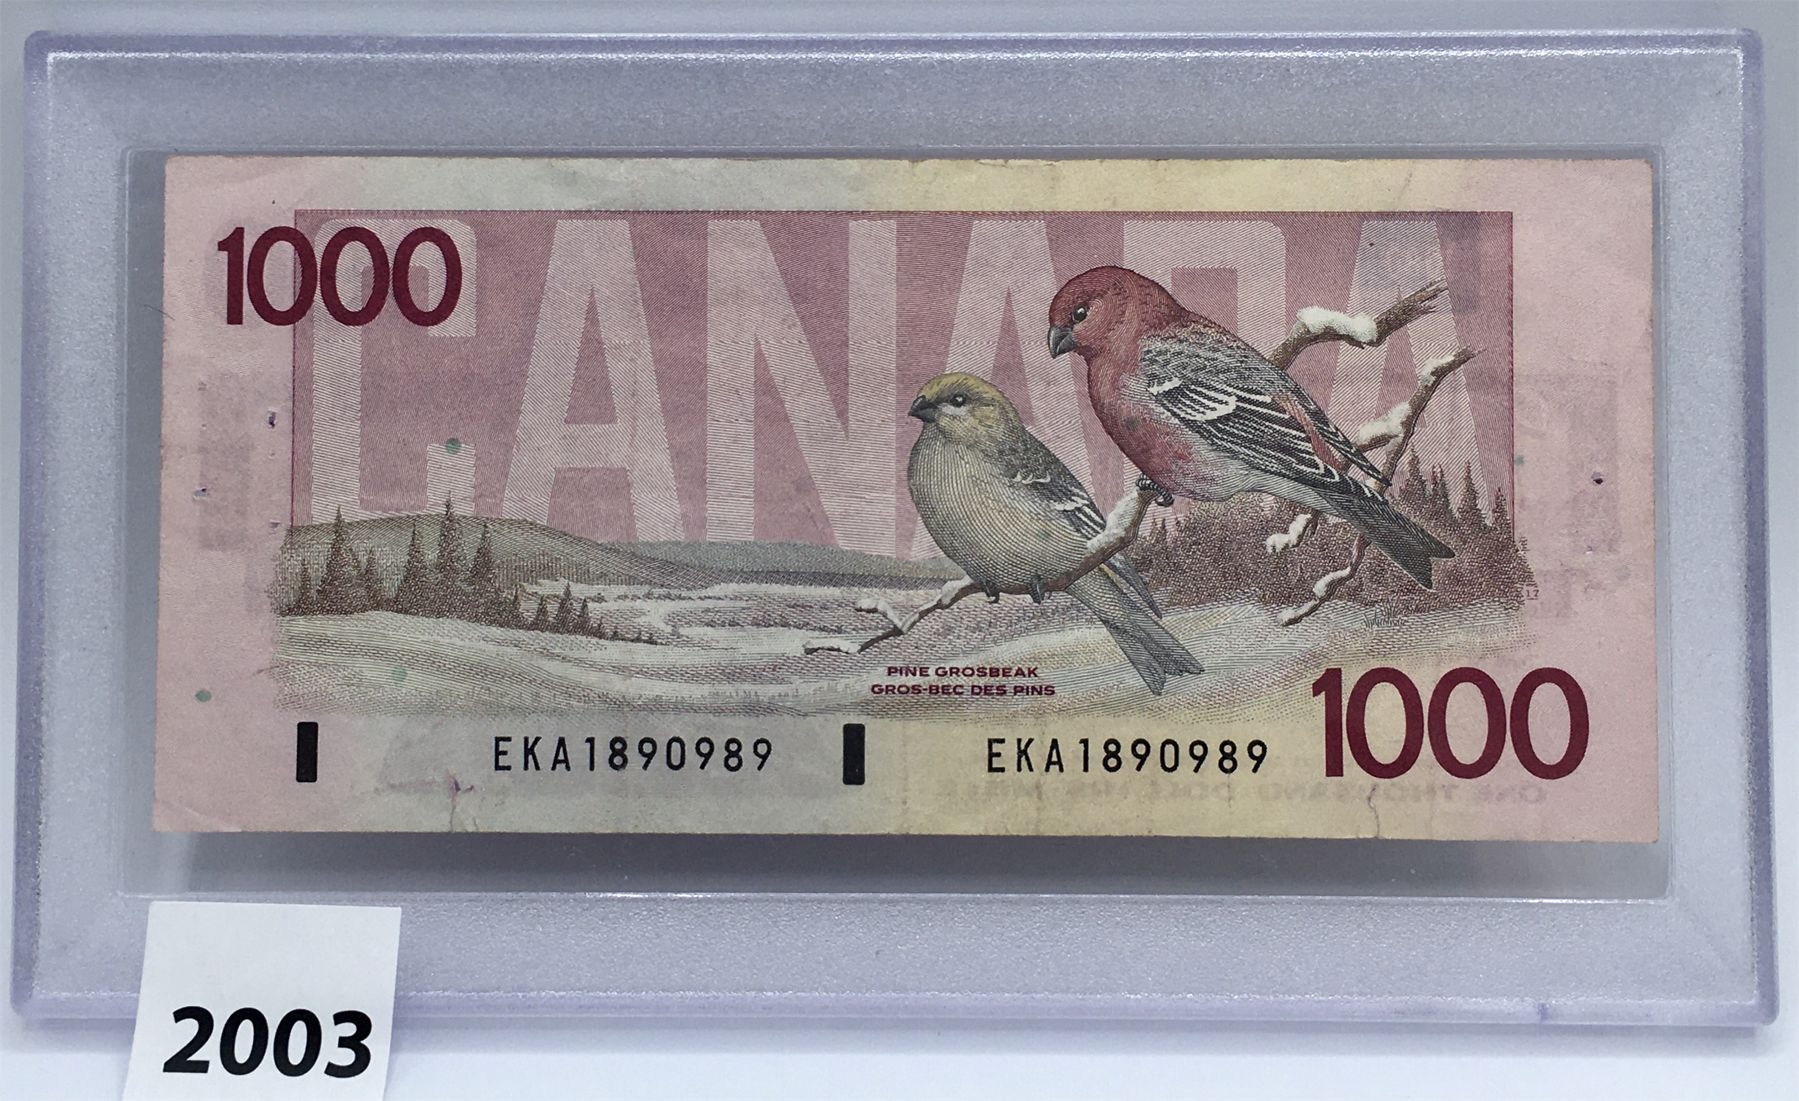 CANADA
1000
PINE GROSBEAK
GROS-BEC DES PINS
EKA1890989 EKA1890989
1000
2003